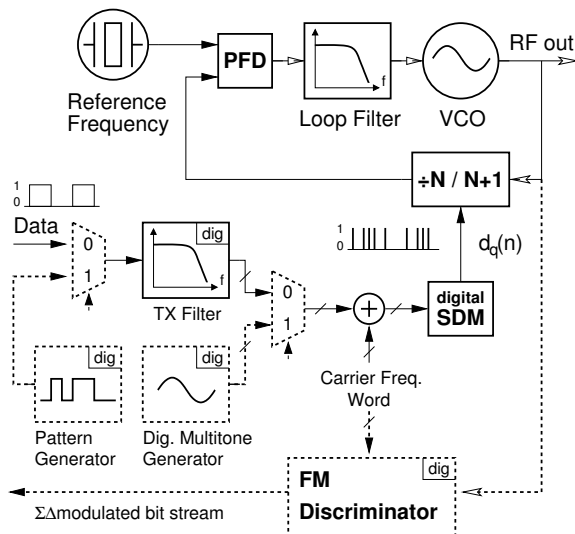 RF out
PFD
f
Reference
Frequency
Loop Filter
VCO
÷N / N+1
1
0
Data
0
1
dig
f
TX Filter
1
0
dq(n)
0
1
+
digital
SDM
dig
Pattern
Generator
dig
Dig. Multitone
Generator
Carrier Freq.
Word
dig
FM
Discriminator
ΣΔmodulated bit stream